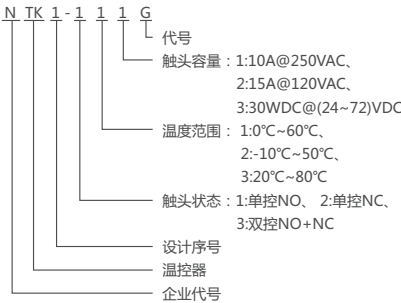 N TK 1-1 1 1 G
代号
触头容量：1:10A@250VAC、
2:15A@120VAC、
3:30WDC@(24~72)VDC
温度范围： 1:0℃~60℃、
2:-10℃~50℃、
3:20℃~80℃
触头状态：1:单控NO、 2:单控NC、
3:双控NO+NC
设计序号
温控器
企业代号